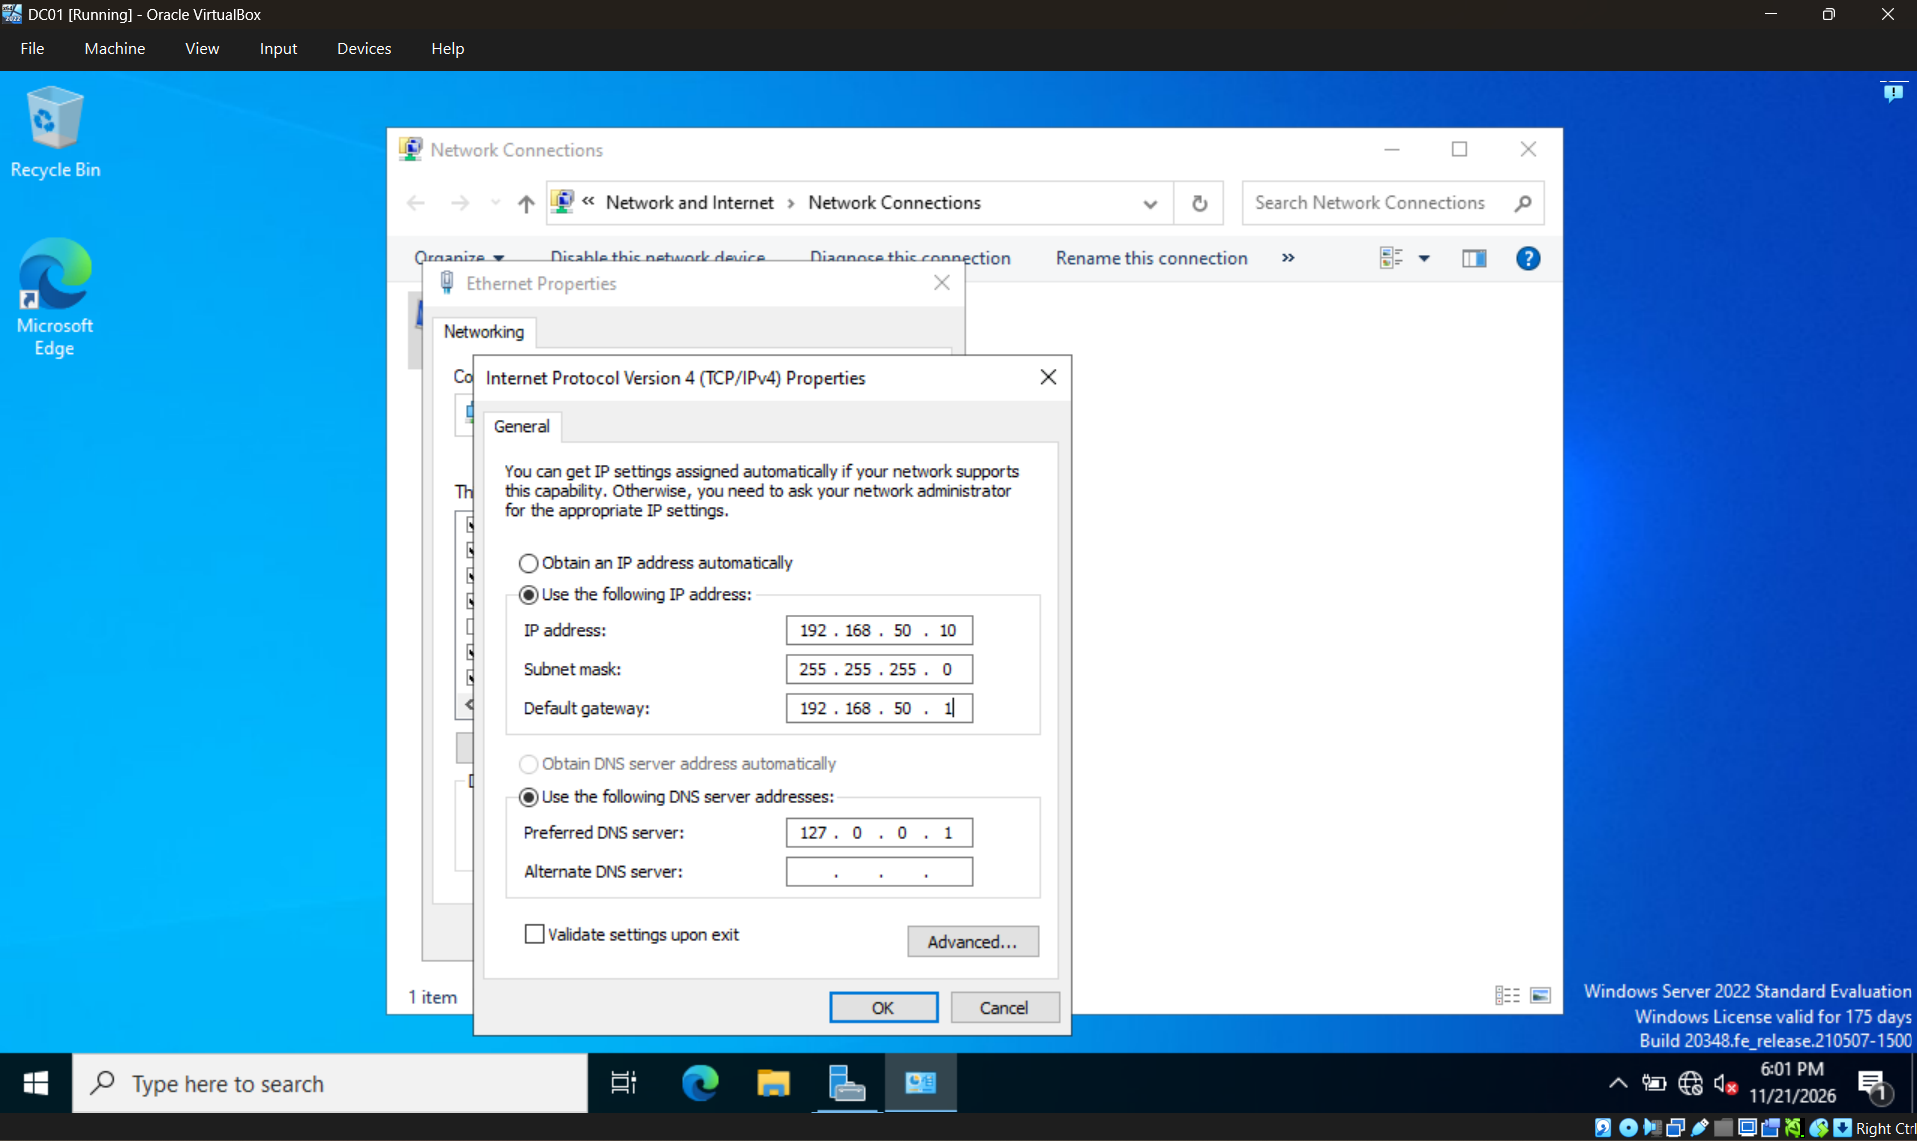 DC01 [Running] - Oracle VirtualBox
File Machine View Input Devices Help
Recycle Bin
Microsoft
Edge
Network Connections
« Network and Internet › Network Connections
Search Network Connections
Organize Disable this network device Diagnose this connection Rename this connection »
Ethernet Properties
Networking
Co
Internet Protocol Version 4 (TCP/IPv4) Properties
General
You can get IP settings assigned automatically if your network supports
this capability. Otherwise, you need to ask your network administrator
for the appropriate IP settings.
Th
Obtain an IP address automatically
Use the following IP address:
IP address: 192 . 168 . 50 . 10
Subnet mask: 255 . 255 . 255 . 0
Default gateway: 192 . 168 . 50 . 1
Obtain DNS server address automatically
Use the following DNS server addresses:
Preferred DNS server: 127 . 0 . 0 . 1
Alternate DNS server: . . .
Validate settings upon exit
Advanced...
OK Cancel
1 item
Windows Server 2022 Standard Evaluation
Windows License valid for 175 days
Build 20348.fe_release.210507-1500
Type here to search
6:01 PM
11/21/2026
1
Right Ctrl